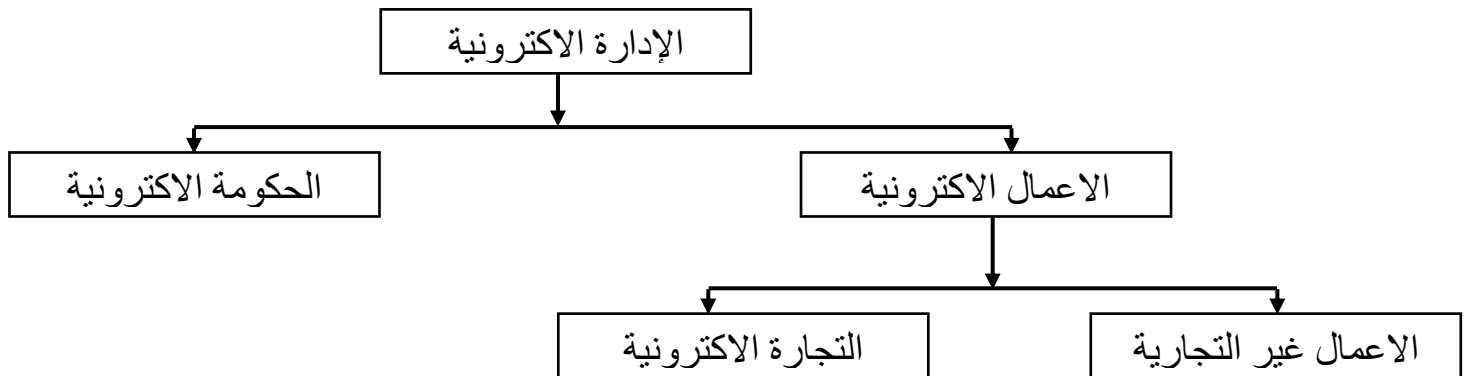 الإدارة الاكترونية
الاعمال الاكترونية
الحكومة الاكترونية
الاعمال غير التجارية
التجارة الاكترونية